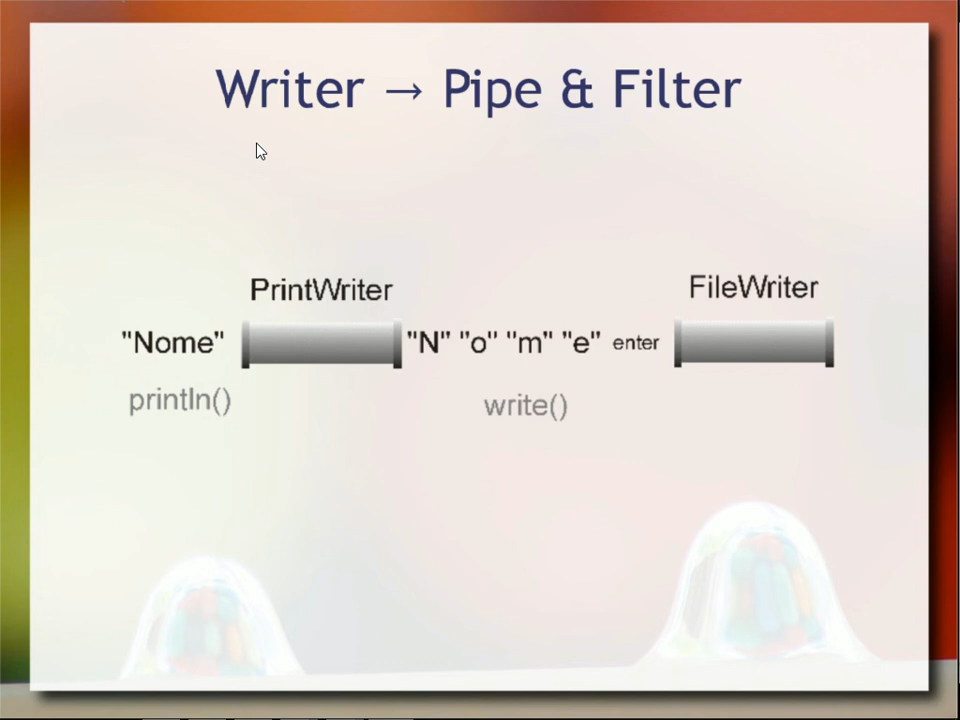 Writer → Pipe & Filter
PrintWriter
FileWriter
"Nome" "N" "o" "m" "e" enter
println()
write()